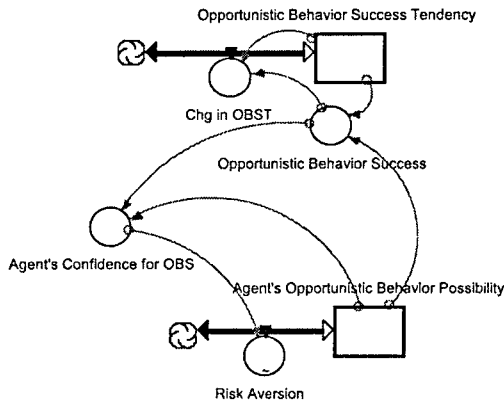 Opportunistic Behavior Success Tendency
Chg in OBST
Opportunistic Behavior Success
Agent's Confidence for OBS
Agent's Opportunistic Behavior Possibility
Risk Aversion